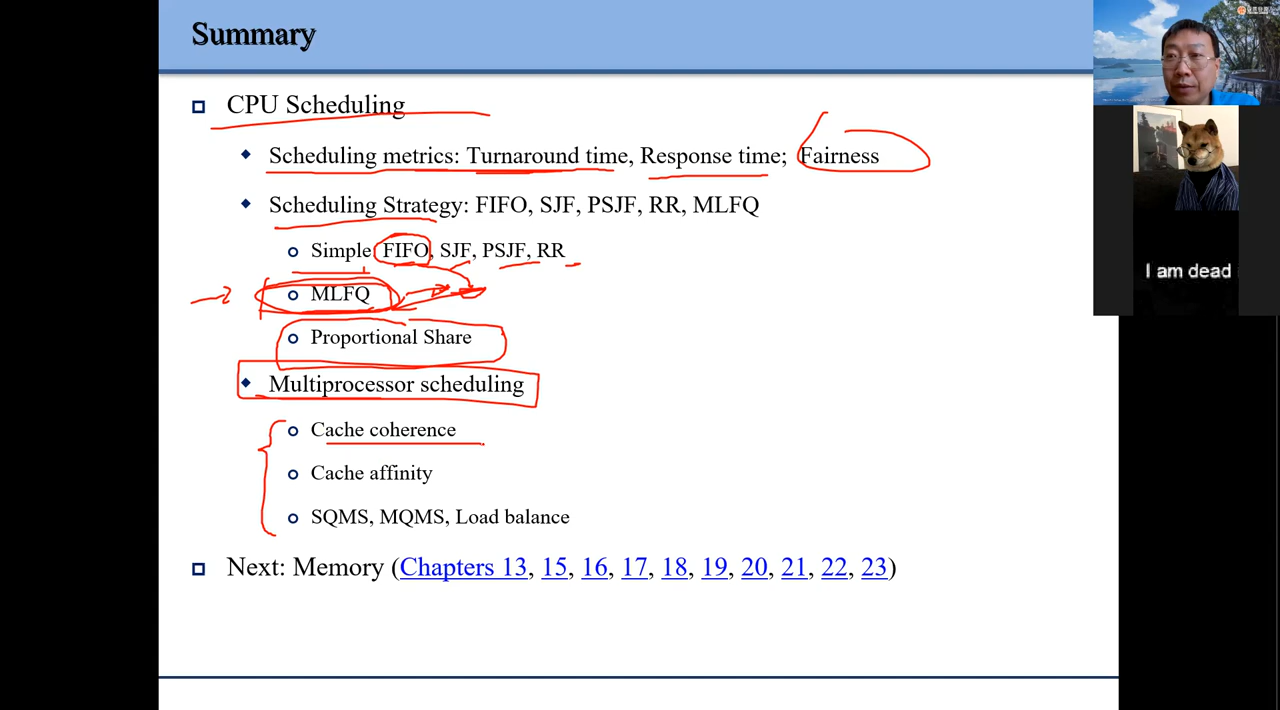 Summary
CPU Scheduling
Scheduling metrics: Turnaround time, Response time; Fairness
Scheduling Strategy: FIFO, SJF, PSJF, RR, MLFQ
Simple FIFO, SJF, PSJF, RR
MLFQ
Proportional Share
Multiprocessor scheduling
Cache coherence
Cache affinity
SQMS, MQMS, Load balance
Next: Memory (Chapters 13, 15, 16, 17, 18, 19, 20, 21, 22, 23)
I am dead